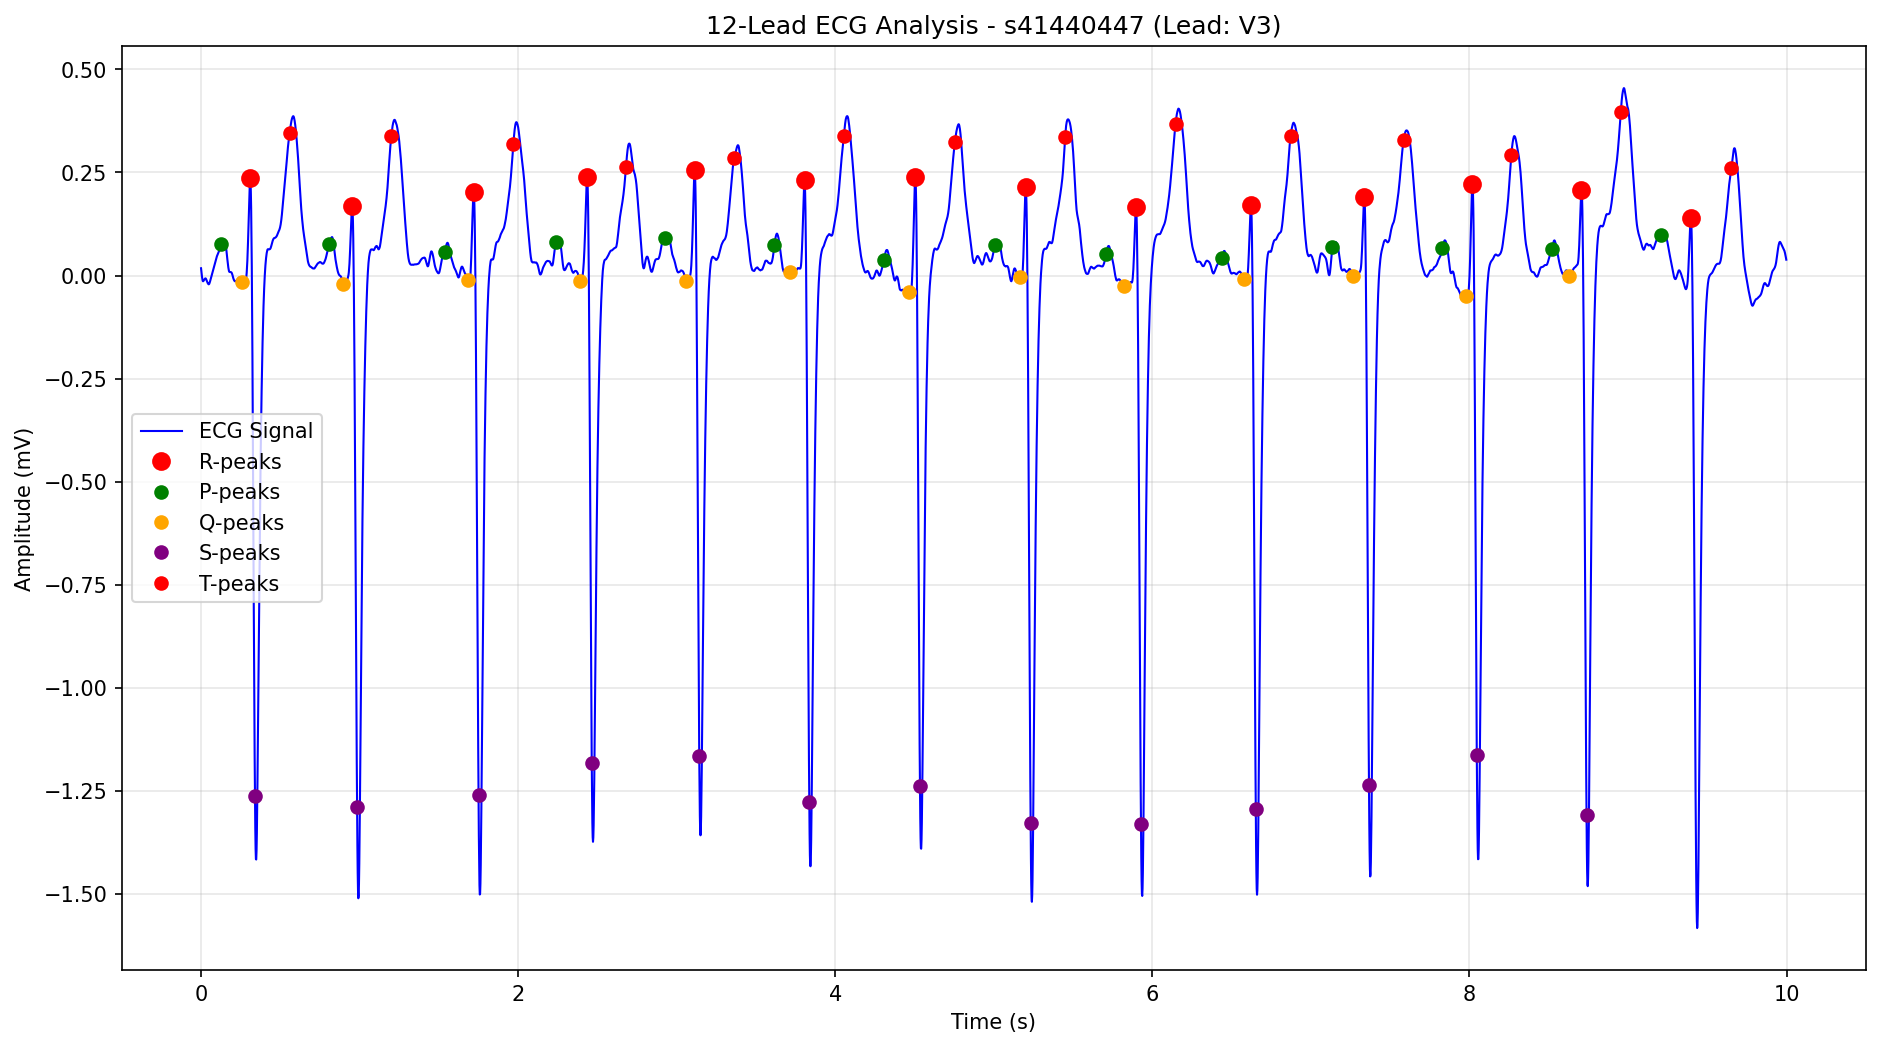 12-Lead ECG Analysis - s41440447 (Lead: V3)
0.50
0.25
0.00
−0.25
−0.50
−0.75
−1.00
−1.25
−1.50
Amplitude (mV)
ECG Signal
R-peaks
P-peaks
Q-peaks
S-peaks
T-peaks
0 2 4 6 8 10
Time (s)